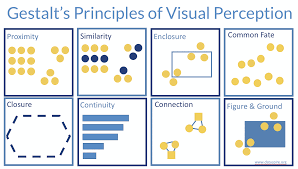 Gestalt's Principles of Visual Perception
Proximity
Similarity
Enclosure
Common Fate
Closure
Continuity
Connection
Figure & Ground